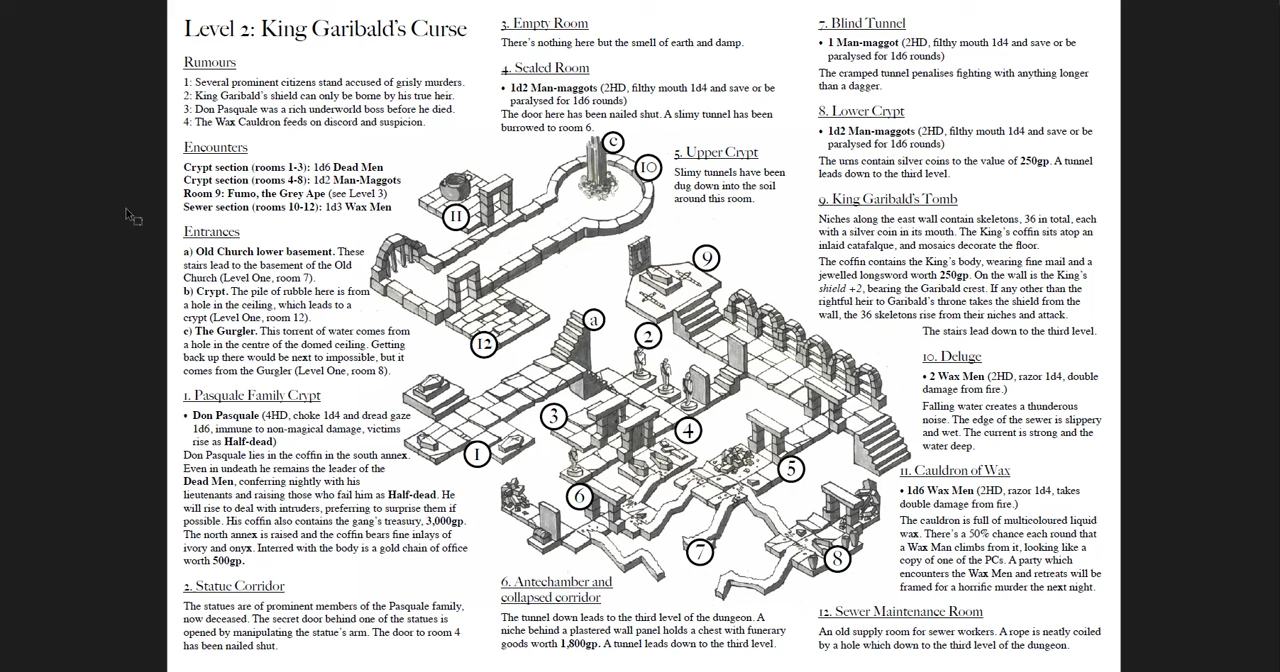 Level 2: King Garibald's Curse
Rumours
1: Several prominent citizens stand accused of grisly murders.
2: King Garibald's shield can only be borne by his true heir.
3: Don Pasquale was a rich underworld boss before he died.
4: The Wax Cauldron feeds on discord and suspicion.
Encounters
Crypt section (rooms 1-3): 1d6 Dead Men
Crypt section (rooms 4-8): 1d2 Man-Maggots
Room 9: Fumo, the Grey Ape (see Level 3)
Sewer section (rooms 10-12): 1d3 Wax Men
Entrances
a) Old Church lower basement. These
stairs lead to the basement of the Old
Church (Level One, room 7).
b) Crypt. The pile of rubble here is from
a hole in the ceiling, which leads to a
crypt (Level One, room 12).
c) The Gurgler. This torrent of water comes from
a hole in the centre of the domed ceiling. Getting
back up there would be next to impossible, but it
comes from the Gurgler (Level One, room 8).
1. Pasquale Family Crypt
• Don Pasquale (4HD, choke 1d4 and dread gaze
1d6, immune to non-magical damage, victims
rise as Half-dead)
Don Pasquale lies in the coffin in the south annex.
Even in undeath he remains the leader of the
Dead Men, conferring nightly with his
lieutenants and raising those who fail him as Half-dead. He
will rise to deal with intruders, preferring to surprise them if
possible. His coffin also contains the gang's treasury, 3,000gp.
The north annex is raised and the coffin bears fine inlays of
ivory and onyx. Interred with the body is a gold chain of office
worth 500gp.
2. Statue Corridor
The statues are of prominent members of the Pasquale family,
now deceased. The secret door behind one of the statues is
opened by manipulating the statue's arm. The door to room 4
has been nailed shut.
3. Empty Room
There's nothing here but the smell of earth and damp.
4. Sealed Room
• 1d2 Man-maggots (2HD, filthy mouth 1d4 and save or be
paralysed for 1d6 rounds)
The door here has been nailed shut. A slimy tunnel has been
burrowed to room 6.
5. Upper Crypt
Slimy tunnels have been
dug down into the soil
around this room.
c
10
11
9
a
2
12
3
4
1
5
6
7
8
6. Antechamber and
collapsed corridor
The tunnel down leads to the third level of the dungeon. A
niche behind a plastered wall panel holds a chest with funerary
goods worth 1,800gp. A tunnel leads down to the third level.
7. Blind Tunnel
• 1 Man-maggot (2HD, filthy mouth 1d4 and save or be
paralysed for 1d6 rounds)
The cramped tunnel penalises fighting with anything longer
than a dagger.
8. Lower Crypt
• 1d2 Man-maggots (2HD, filthy mouth 1d4 and save or be
paralysed for 1d6 rounds)
The urns contain silver coins to the value of 250gp. A tunnel
leads down to the third level.
9. King Garibald's Tomb
Niches along the east wall contain skeletons, 36 in total, each
with a silver coin in its mouth. The King's coffin sits atop an
inlaid catafalque, and mosaics decorate the floor.
The coffin contains the King's body, wearing fine mail and a
jewelled longsword worth 250gp. On the wall is the King's
shield +2, bearing the Garibald crest. If any other than the
rightful heir to Garibald's throne takes the shield from the
wall, the 36 skeletons rise from their niches and attack.
The stairs lead down to the third level.
10. Deluge
• 2 Wax Men (2HD, razor 1d4, double
damage from fire.)
Falling water creates a thunderous
noise. The edge of the sewer is slippery
and wet. The current is strong and the
water deep.
11. Cauldron of Wax
• 1d6 Wax Men (2HD, razor 1d4, takes
double damage from fire.)
The cauldron is full of multicoloured liquid
wax. There's a 50% chance each round that
a Wax Man climbs from it, looking like a
copy of one of the PCs. A party which
encounters the Wax Men and retreats will be
framed for a horrific murder the next night.
12. Sewer Maintenance Room
An old supply room for sewer workers. A rope is neatly coiled
by a hole which down to the third level of the dungeon.